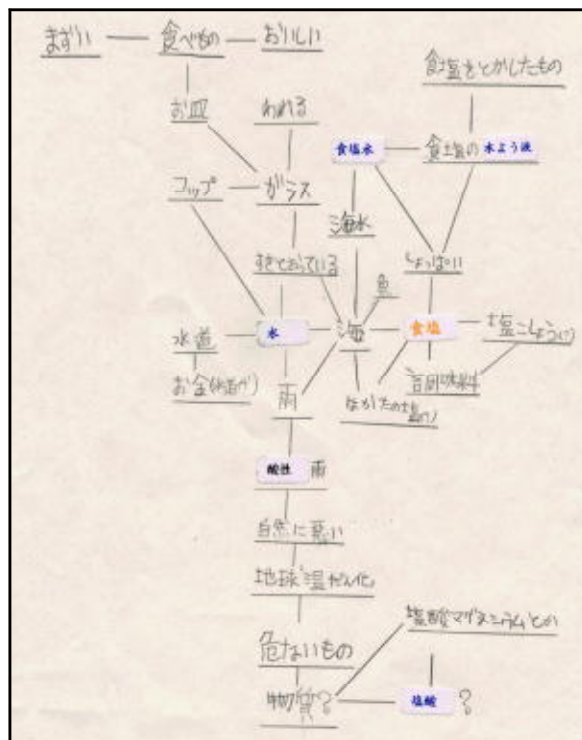 まずい 食べもの おいしい
食塩をとかしたもの
お皿 われる
食塩水 食塩の水よう液
コップ ガラス
海水
すきとおっている しょっぱい
魚
水道 水 海 食塩 塩こしょう
お金
雨 調味料
酸性雨
自然に悪い
地球温だん化
危ないもの
物質?
塩酸?